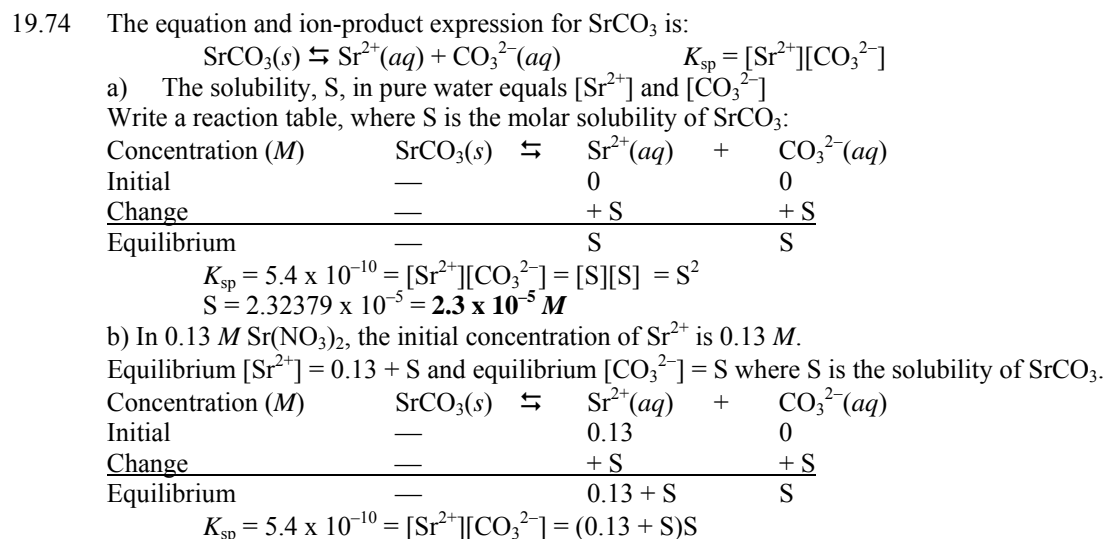 19.74 The equation and ion-product expression for SrCO₃ is:
SrCO₃(s) ⇆ Sr²⁺(aq) + CO₃²⁻(aq) Kₛₚ = [Sr²⁺][CO₃²⁻]
a) The solubility, S, in pure water equals [Sr²⁺] and [CO₃²⁻]
Write a reaction table, where S is the molar solubility of SrCO₃:
Concentration (M) SrCO₃(s) ⇆ Sr²⁺(aq) + CO₃²⁻(aq)
Initial — 0 0
Change — + S + S
Equilibrium — S S
Kₛₚ = 5.4 x 10⁻¹⁰ = [Sr²⁺][CO₃²⁻] = [S][S] = S²
S = 2.32379 x 10⁻⁵ = 2.3 x 10⁻⁵ M
b) In 0.13 M Sr(NO₃)₂, the initial concentration of Sr²⁺ is 0.13 M.
Equilibrium [Sr²⁺] = 0.13 + S and equilibrium [CO₃²⁻] = S where S is the solubility of SrCO₃.
Concentration (M) SrCO₃(s) ⇆ Sr²⁺(aq) + CO₃²⁻(aq)
Initial — 0.13 0
Change — + S + S
Equilibrium — 0.13 + S S
Kₛₚ = 5.4 x 10⁻¹⁰ = [Sr²⁺][CO₃²⁻] = (0.13 + S)S